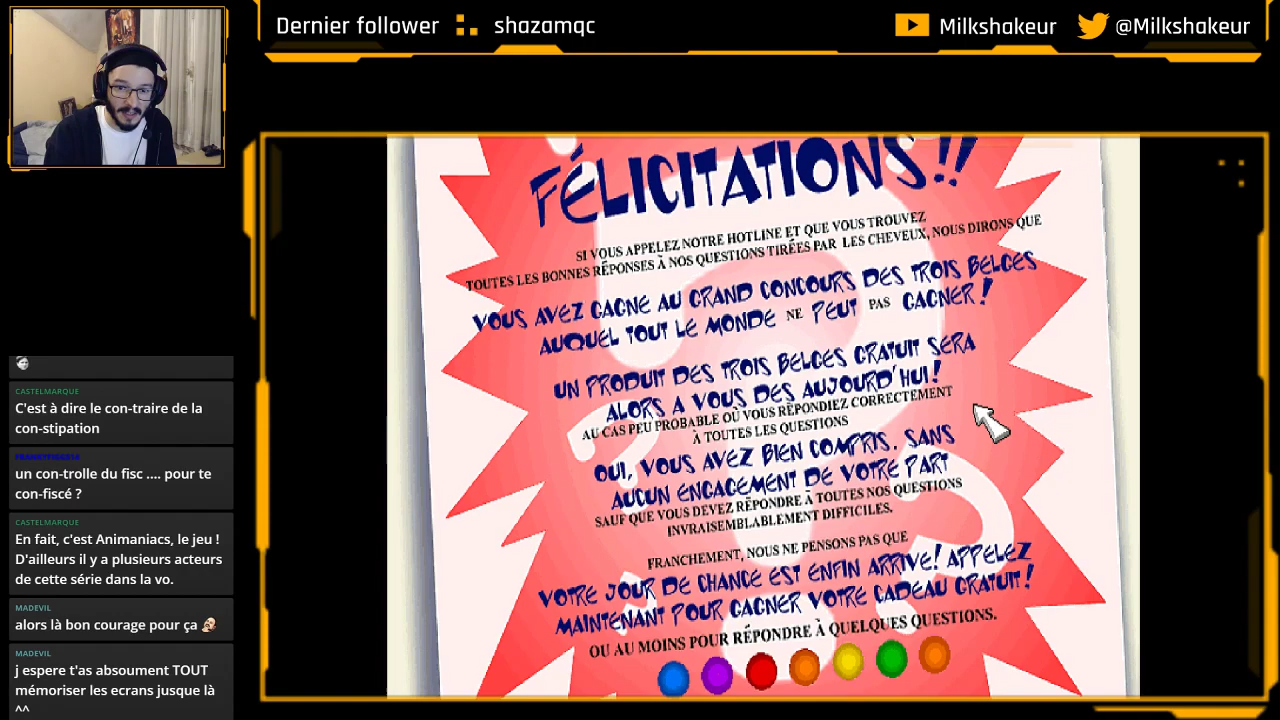 Dernier follower
shazamqc
Milkshakeur
@Milkshakeur
FÉLICITATIONS !!
SI VOUS APPELEZ NOTRE HOTLINE ET QUE VOUS TROUVEZ
TOUTES LES BONNES RÉPONSES À NOS QUESTIONS TIRÉES PAR LES CHEVEUX, NOUS DIRONS QUE
VOUS AVEZ GAGNE AU GRAND CONCOURS DES TROIS BELGES
AUQUEL TOUT LE MONDE NE PEUT PAS GAGNER !
UN PRODUIT DES TROIS BELGES GRATUIT SERA
ALORS A VOUS DES AUJOURD'HUI!
AU CAS PEU PROBABLE OÙ VOUS RÉPONDIEZ CORRECTEMENT
À TOUTES LES QUESTIONS
OUI, VOUS AVEZ BIEN COMPRIS. SANS
AUCUN ENGAGEMENT DE VOTRE PART
SAUF QUE VOUS DEVEZ RÉPONDRE À TOUTES NOS QUESTIONS
INVRAISEMBLABLEMENT DIFFICILES.
FRANCHEMENT, NOUS NE PENSONS PAS QUE
VOTRE JOUR DE CHANCE EST ENFIN ARRIVE! APPELEZ
MAINTENANT POUR GAGNER VOTRE CADEAU GRATUIT!
OU AU MOINS POUR RÉPONDRE À QUELQUES QUESTIONS.
CASTELMARQUE
C'est à dire le con-traire de la
con-stipation
un con-trolle du fisc .... pour te
con-fiscé ?
CASTELMARQUE
En fait, c'est Animaniacs, le jeu !
D'ailleurs il y a plusieurs acteurs
de cette série dans la vo.
MADEVIL
alors là bon courage pour ça
MADEVIL
j espere t'as absoument TOUT
mémoriser les ecrans jusque là
^^